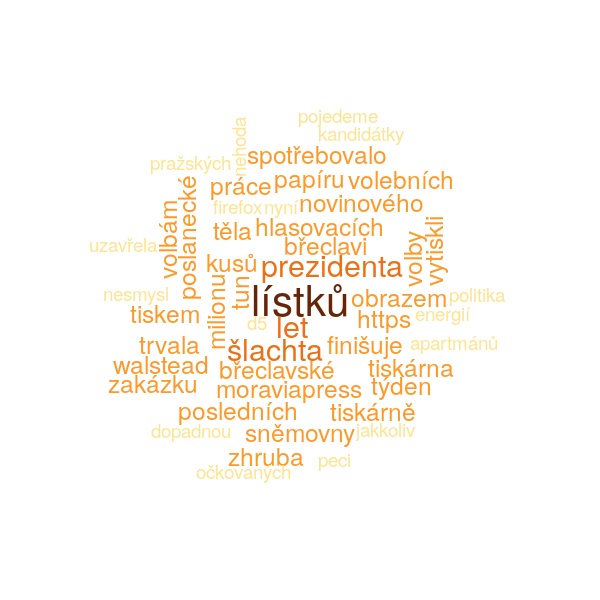 pojedeme
kandidátky
nehoda
spotřebovalo
pražských
práce
papíru
volebních
poslanecké
firefox
nyní
novinového
volbám
těla
hlasovacích
vytiskli
uzavřela
břeclavi
volby
kusů
prezidenta
tun
milionu
nesmysl
lístků
obrazem
politika
tiskem
d5
let
https
energií
trvala
šlachta
finišuje
apartmánů
walstead
břeclavské
tiskárna
zakázku
moraviapress
týden
posledních
tiskárně
dopadnou
sněmovny
jakkoliv
zhruba
peci
očkovaných